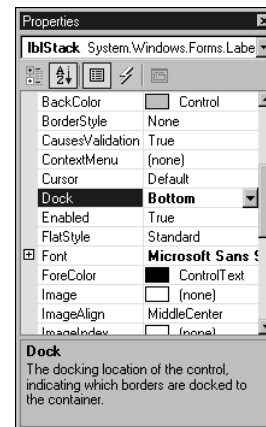 Properties
lblStack System.Windows.Forms.Labe
BackColor Control
BorderStyle None
CausesValidation True
ContextMenu (none)
Cursor Default
Dock Bottom
Enabled True
FlatStyle Standard
Font Microsoft Sans S
ForeColor ControlText
Image (none)
ImageAlign MiddleCenter
ImageIndex (none)
Dock
The docking location of the control,
indicating which borders are docked to
the container.